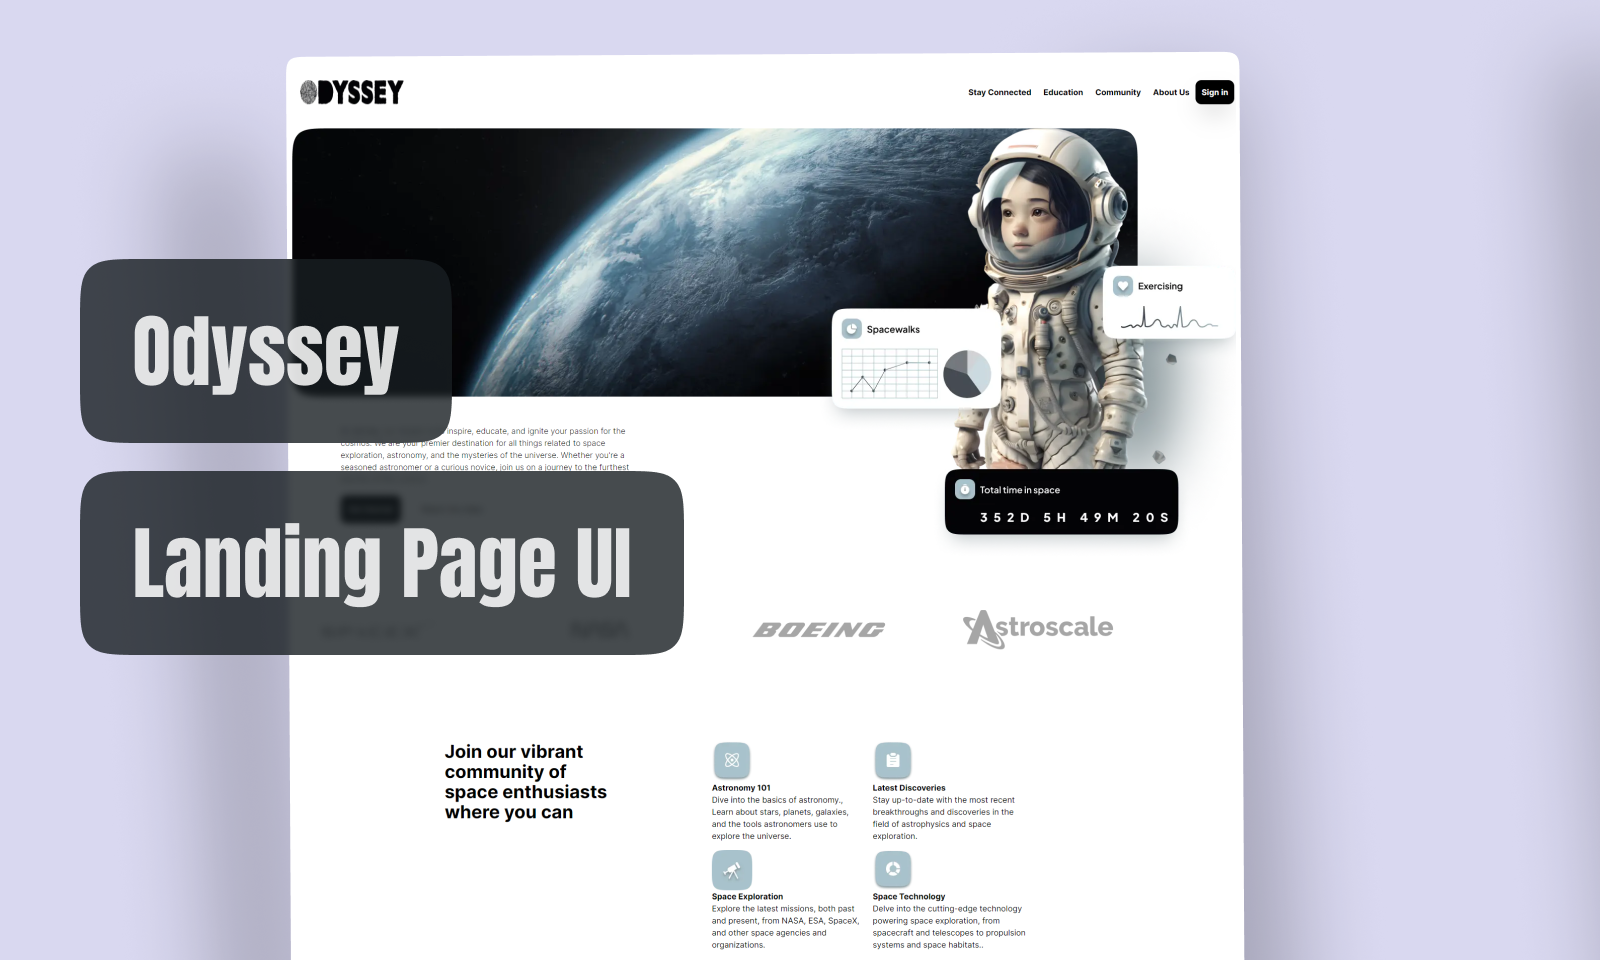 ODYSSEY
Stay Connected Education Community About Us Sign in
Exercising
Spacewalks
Odyssey
inspire, educate, and ignite your passion for the
cosmos. We are your premier destination for all things related to space
exploration, astronomy, and the mysteries of the universe. Whether you're a
seasoned astronomer or a curious novice, join us on a journey to the furthest
Total time in space
352D 5H 49M 20S
Landing Page UI
BOEING
Astroscale
Join our vibrant
community of
space enthusiasts
where you can
Astronomy 101
Dive into the basics of astronomy.,
Learn about stars, planets, galaxies,
and the tools astronomers use to
explore the universe.
Latest Discoveries
Stay up-to-date with the most recent
breakthroughs and discoveries in the
field of astrophysics and space
exploration.
Space Exploration
Explore the latest missions, both past
and present, from NASA, ESA, SpaceX,
and other space agencies and
organizations.
Space Technology
Delve into the cutting-edge technology
powering space exploration, from
spacecraft and telescopes to propulsion
systems and space habitats..